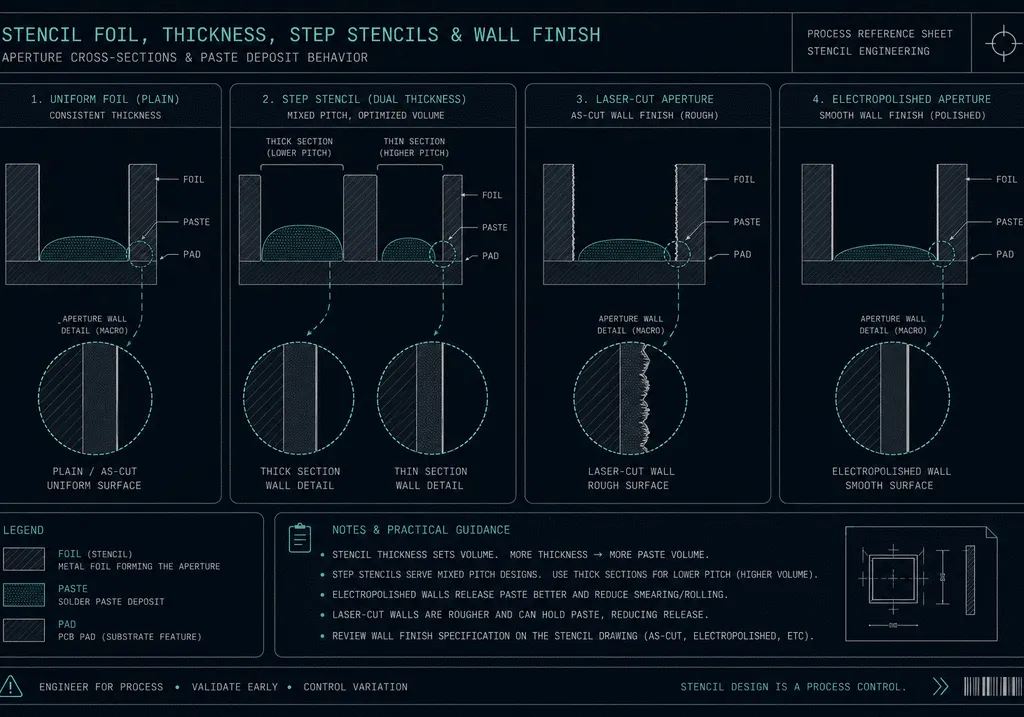 STENCIL FOIL, THICKNESS, STEP STENCILS & WALL FINISH
APERTURE CROSS-SECTIONS & PASTE DEPOSIT BEHAVIOR
PROCESS REFERENCE SHEET
STENCIL ENGINEERING
1. UNIFORM FOIL (PLAIN)
CONSISTENT THICKNESS
FOIL
PASTE
PAD
APERTURE WALL
DETAIL (MACRO)
PLAIN / AS-CUT
UNIFORM SURFACE
2. STEP STENCIL (DUAL THICKNESS)
MIXED PITCH, OPTIMIZED VOLUME
THICK SECTION
(LOWER PITCH)
THIN SECTION
(HIGHER PITCH)
FOIL
PASTE
PAD
THICK SECTION
WALL DETAIL
THIN SECTION
WALL DETAIL
3. LASER-CUT APERTURE
AS-CUT WALL FINISH (ROUGH)
FOIL
PASTE
PAD
APERTURE WALL
DETAIL (MACRO)
LASER-CUT WALL
ROUGH SURFACE
4. ELECTROPOLISHED APERTURE
SMOOTH WALL FINISH (POLISHED)
FOIL
PASTE
PAD
APERTURE WALL
DETAIL (MACRO)
ELECTROPOLISHED WALL
SMOOTH SURFACE
LEGEND
FOIL (STENCIL)
METAL FOIL FORMING THE APERTURE
PASTE
SOLDER PASTE DEPOSIT
PAD
PCB PAD (SUBSTRATE FEATURE)
NOTES & PRACTICAL GUIDANCE
• STENCIL THICKNESS SETS VOLUME. MORE THICKNESS → MORE PASTE VOLUME.
• STEP STENCILS SERVE MIXED PITCH DESIGNS. USE THICK SECTIONS FOR LOWER PITCH (HIGHER VOLUME).
• ELECTROPOLISHED WALLS RELEASE PASTE BETTER AND REDUCE SMEARING/ROLLING.
• LASER-CUT WALLS ARE ROUGHER AND CAN HOLD PASTE, REDUCING RELEASE.
• REVIEW WALL FINISH SPECIFICATION ON THE STENCIL DRAWING (AS-CUT, ELECTROPOLISHED, ETC).
ENGINEER FOR PROCESS • VALIDATE EARLY • CONTROL VARIATION
STENCIL DESIGN IS A PROCESS CONTROL.